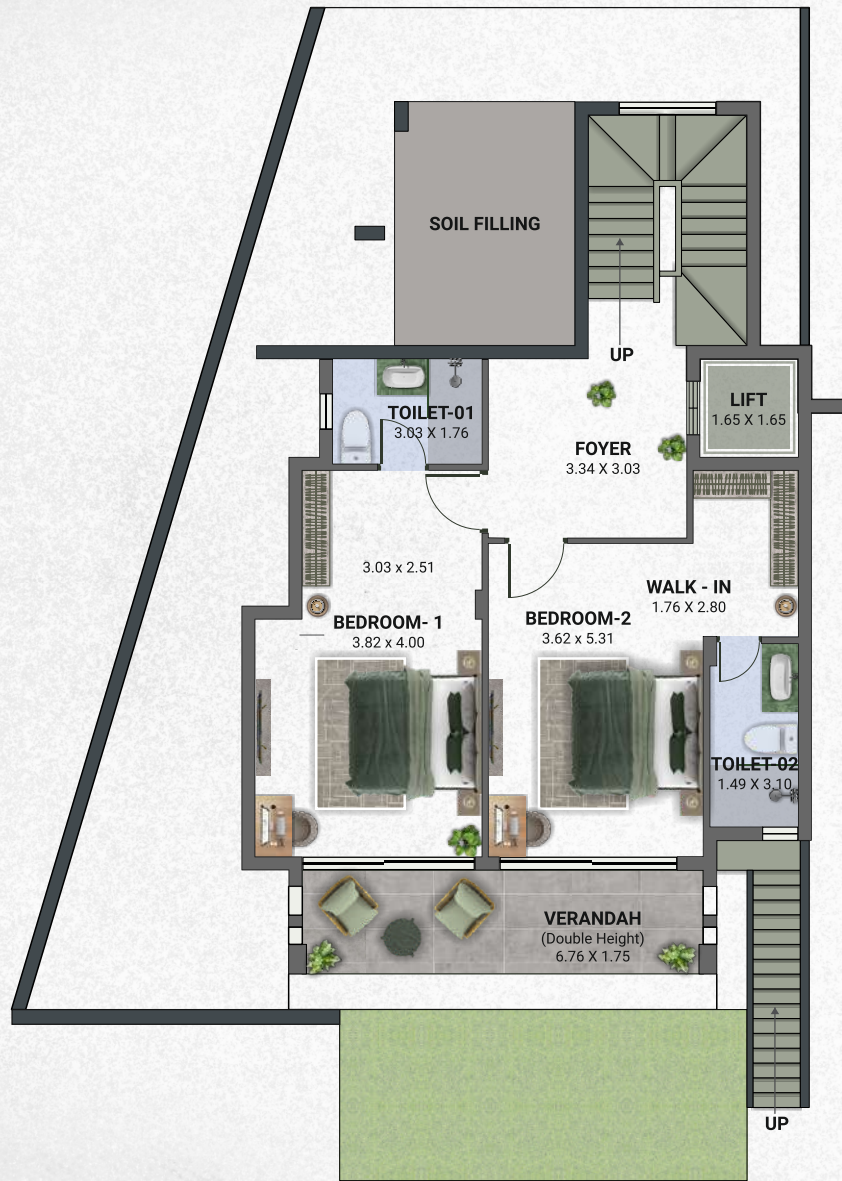 SOIL FILLING
UP
LIFT
1.65 X 1.65
TOILET-01
3.03 X 1.76
FOYER
3.34 X 3.03
3.03 x 2.51
WALK - IN
1.76 X 2.80
BEDROOM- 1
3.82 x 4.00
BEDROOM-2
3.62 x 5.31
TOILET-02
1.49 X 3.10
VERANDAH
(Double Height)
6.76 X 1.75
UP